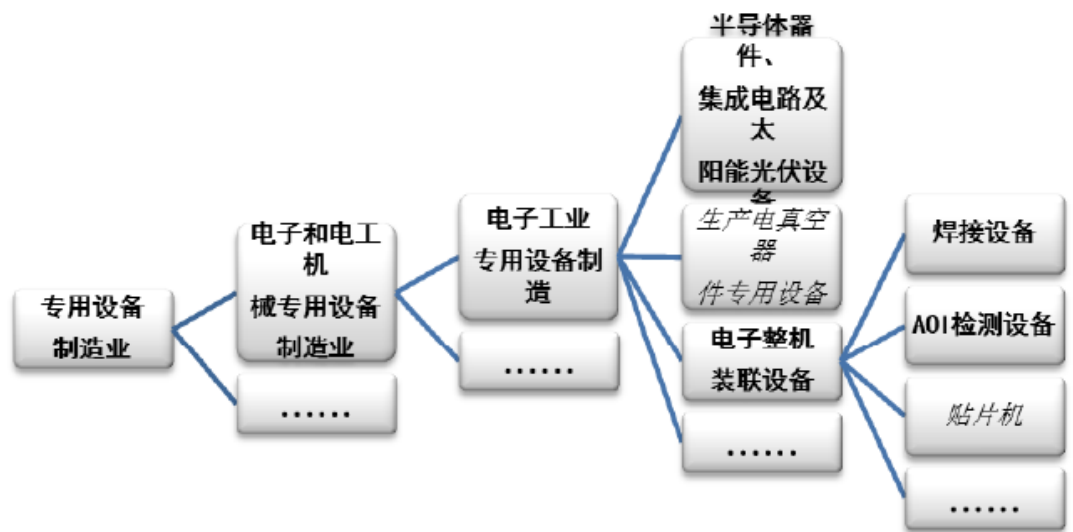 专用设备
制造业
电子和电工
机
械专用设备
制造业
……
电子工业
专用设备制
造
……
半导体器
件、
集成电路及
太
阳能光伏设
备
生产电真空
器
件专用设备
电子整机
装联设备
……
焊接设备
AOI检测设备
贴片机
……